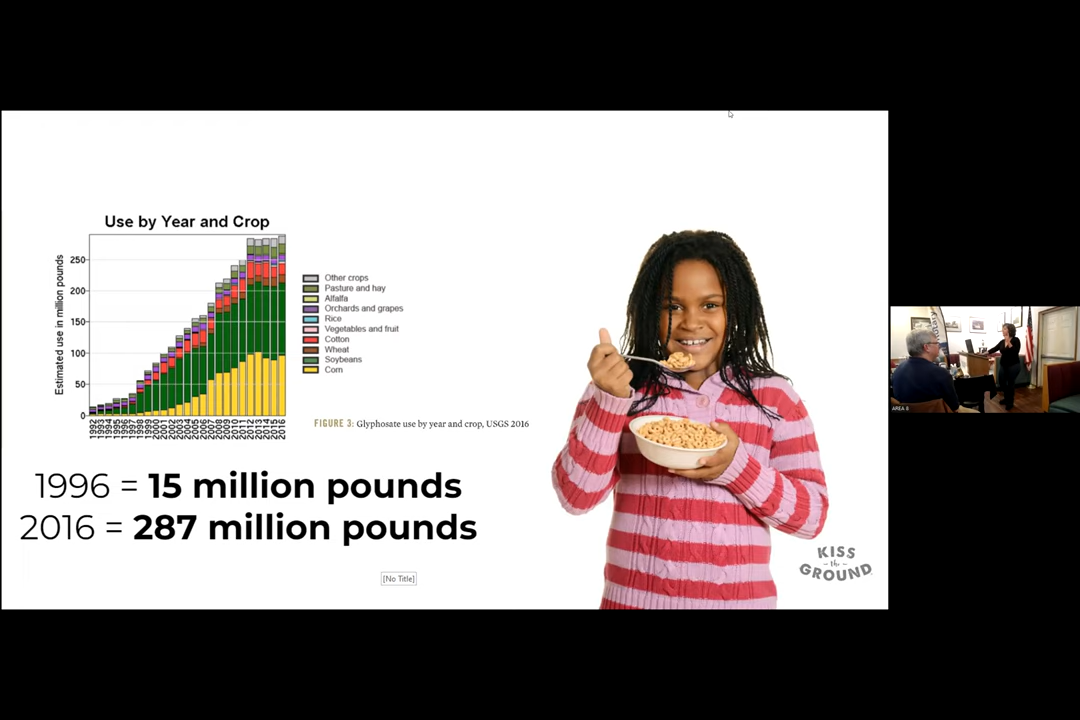 Use by Year and Crop
Estimated use in million pounds
250
200
150
100
50
0
1992
1993
1994
1995
1996
1997
1998
1999
2000
2001
2002
2003
2004
2005
2006
2007
2008
2009
2010
2011
2012
2013
2014
2015
2016
Other crops
Pasture and hay
Alfalfa
Orchards and grapes
Rice
Vegetables and fruit
Cotton
Wheat
Soybeans
Corn
FIGURE 3: Glyphosate use by year and crop, USGS 2016
1996 = 15 million pounds
2016 = 287 million pounds
[No Title]
KISS
the
GROUND
AREA 8